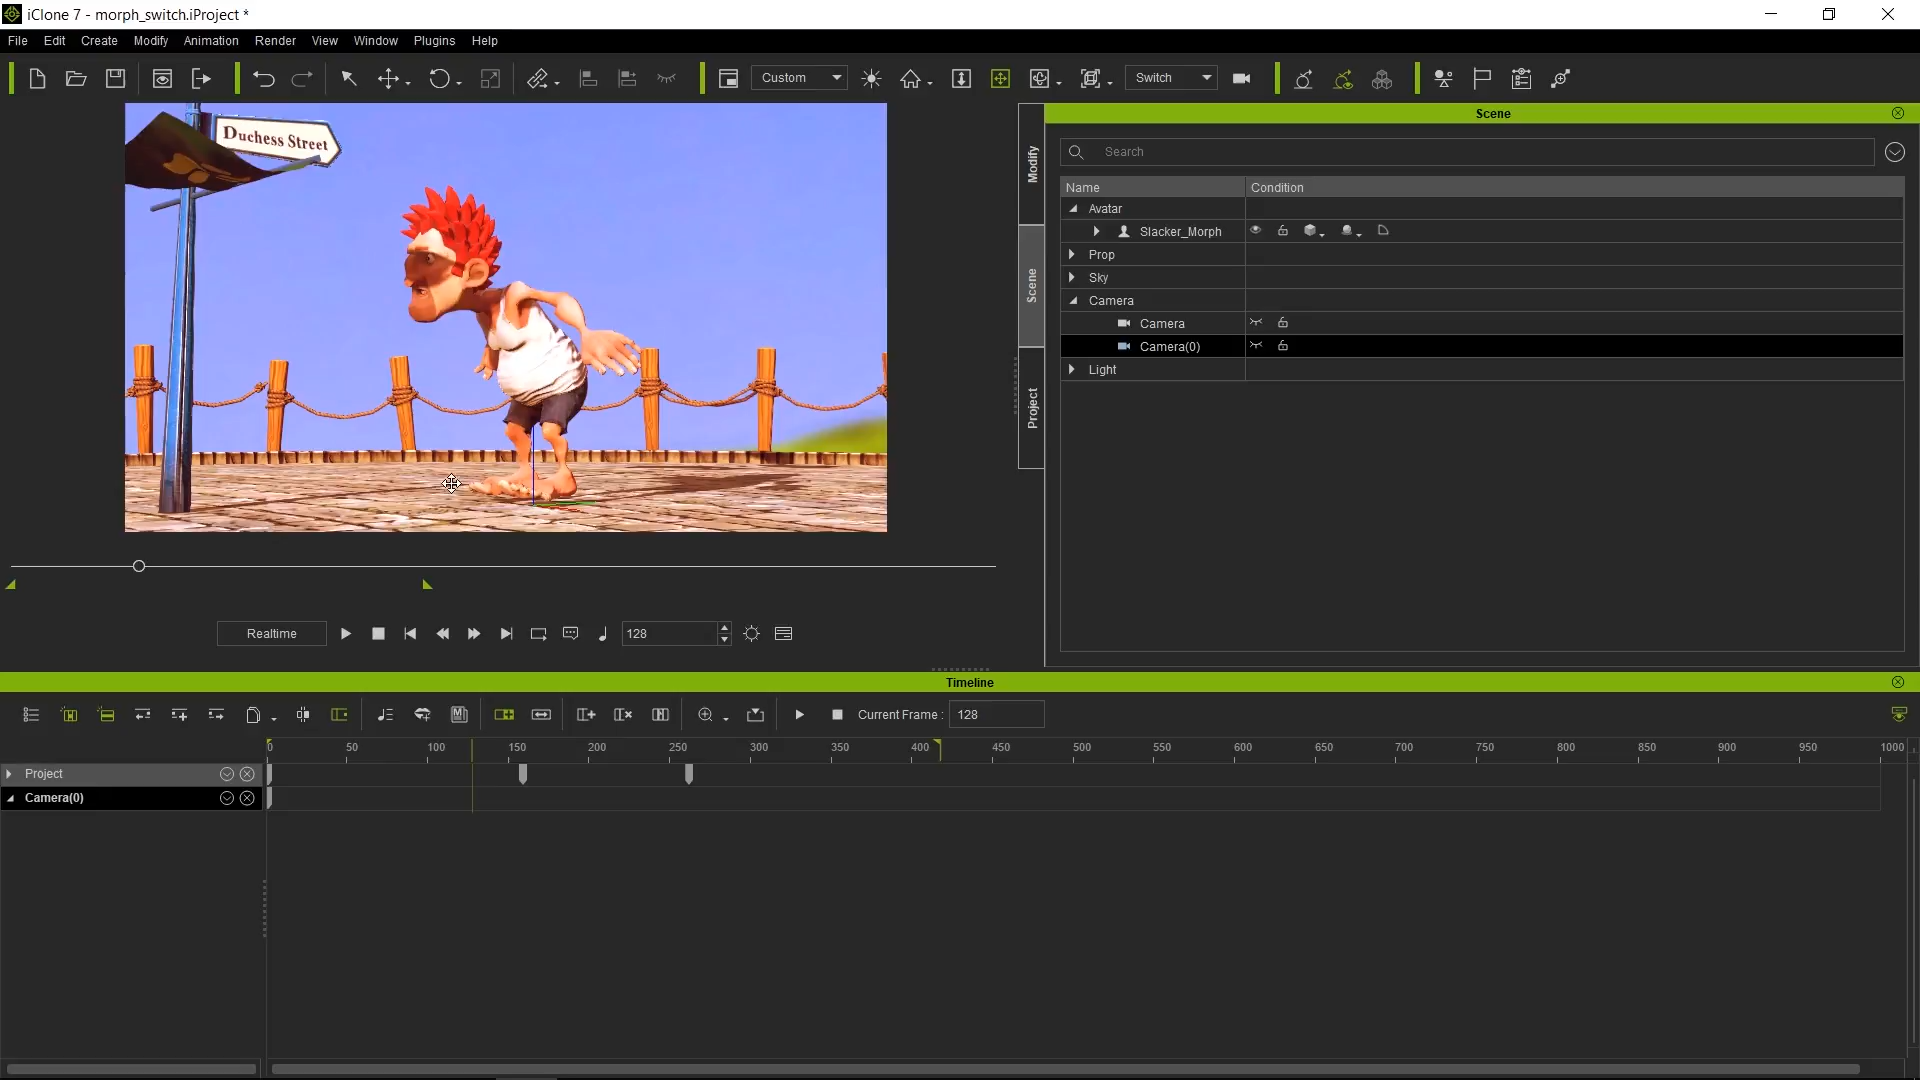 iClone 7 - morph_switch.iProject *
File Edit Create Modify Animation Render View Window Plugins Help
Custom
Switch
Duchess Street
Modify
Scene
Project
Scene
Search
Name Condition
Avatar
Slacker_Morph
Prop
Sky
Camera
Camera
Camera(0)
Light
Realtime
128
Timeline
Current Frame : 128
0 50 100 150 200 250 300 350 400 450 500 550 600 650 700 750 800 850 900 950 1000
Project
Camera(0)